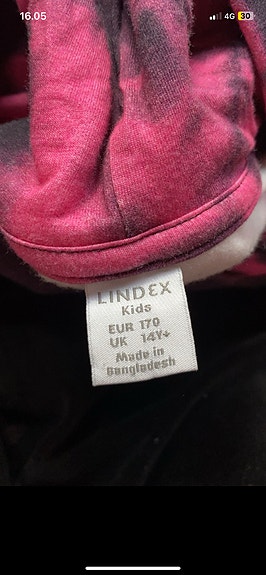 16.05
4G 30
LINDEX
Kids
EUR 170
UK 14Y+
Made in
Bangladesh